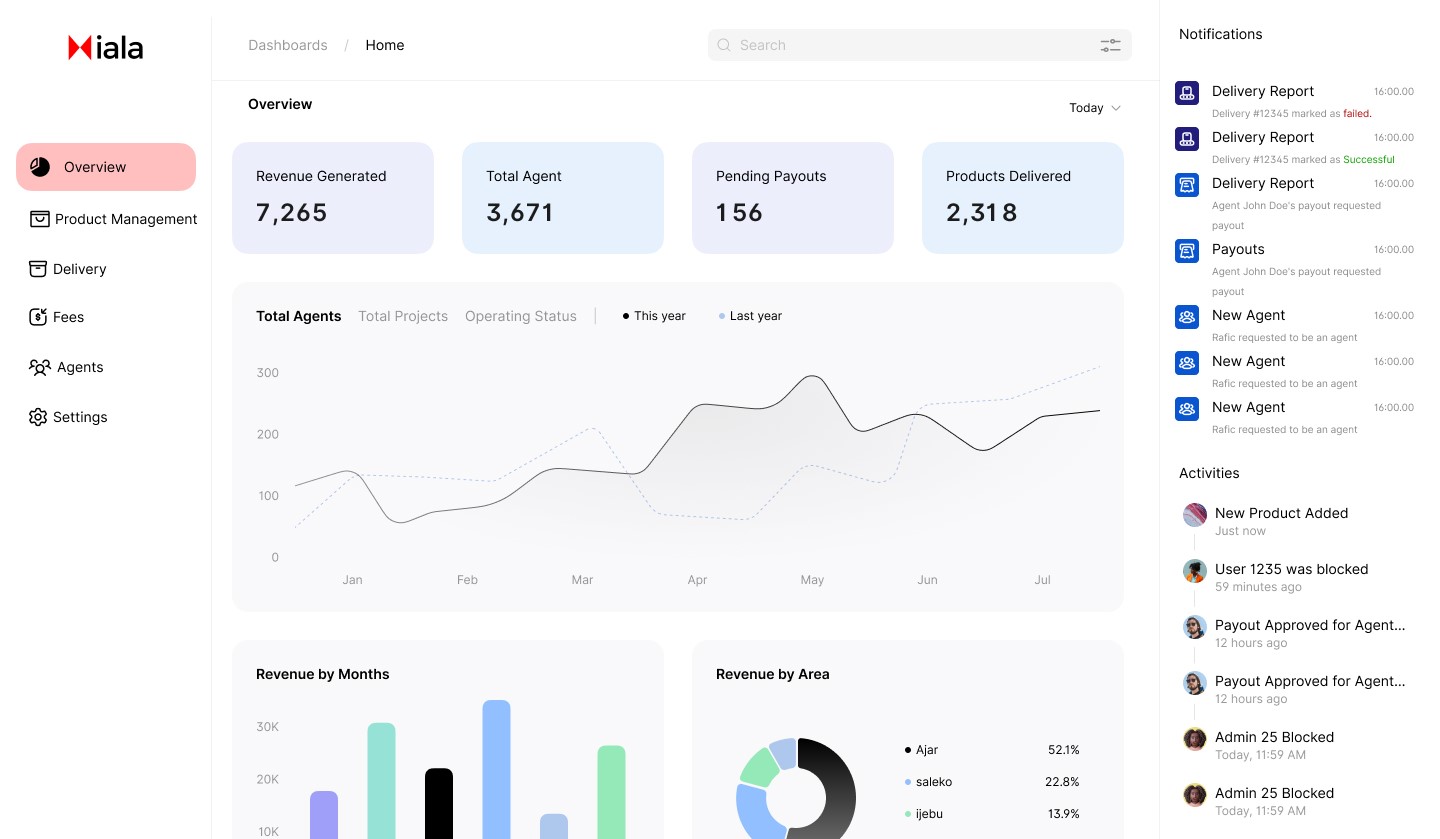 iala
Overview
Product Management
Delivery
Fees
Agents
Settings
Dashboards / Home
Search
Overview
Today
Revenue Generated
7,265
Total Agent
3,671
Pending Payouts
156
Products Delivered
2,318
Total Agents Total Projects Operating Status | This year Last year
300
200
100
0
Jan Feb Mar Apr May Jun Jul
Revenue by Months
30K
20K
10K
Revenue by Area
Ajar 52.1%
saleko 22.8%
ijebu 13.9%
Notifications
Delivery Report 16:00.00
Delivery #12345 marked as failed.
Delivery Report 16:00.00
Delivery #12345 marked as Successful
Delivery Report 16:00.00
Agent John Doe's payout requested
payout
Payouts 16:00.00
Agent John Doe's payout requested
payout
New Agent 16:00.00
Rafic requested to be an agent
New Agent 16:00.00
Rafic requested to be an agent
New Agent 16:00.00
Rafic requested to be an agent
Activities
New Product Added
Just now
User 1235 was blocked
59 minutes ago
Payout Approved for Agent...
12 hours ago
Payout Approved for Agent...
12 hours ago
Admin 25 Blocked
Today, 11:59 AM
Admin 25 Blocked
Today, 11:59 AM